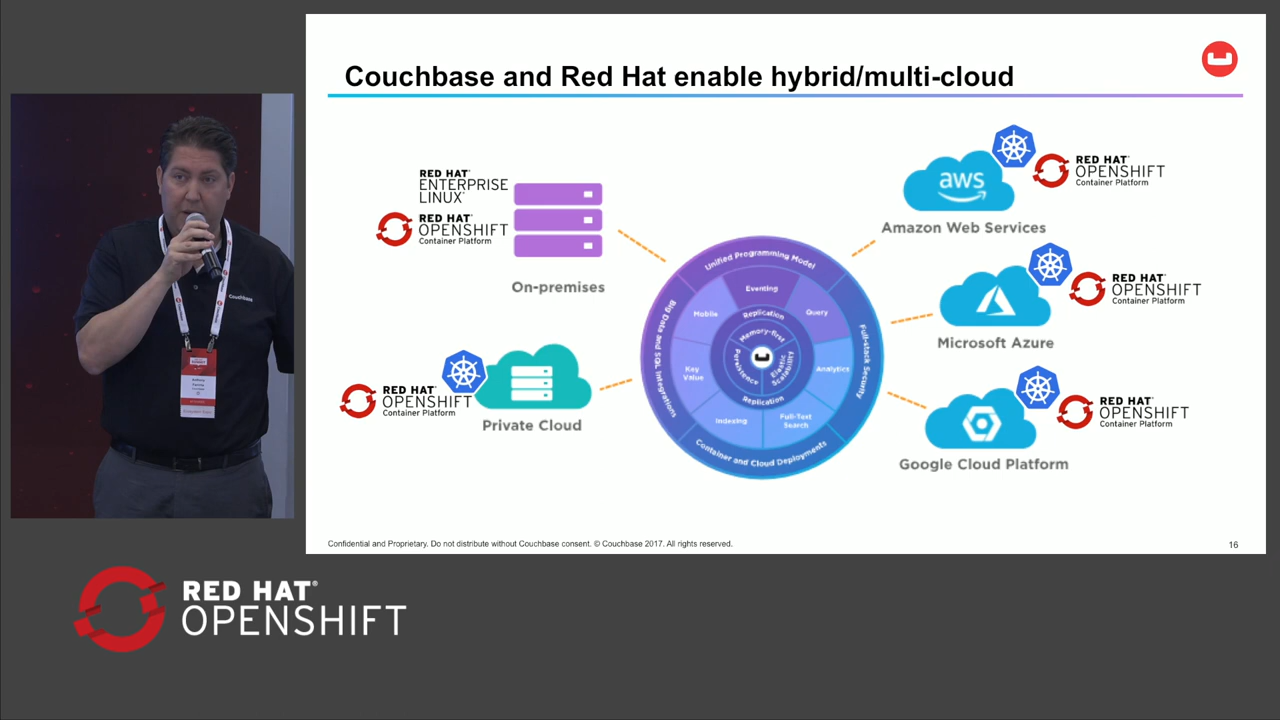 Couchbase and Red Hat enable hybrid/multi-cloud
RED HAT®
ENTERPRISE
LINUX®
RED HAT®
OPENSHIFT
Container Platform
On-premises
RED HAT®
OPENSHIFT
Container Platform
Private Cloud
Unified Programming Model
Big Data and SQL Integrations
Full-stack Security
Container and Cloud Deployments
Eventing
Mobile
Query
Key
Value
Analytics
Indexing
Full-Text
Search
Replication
Memory-first
Persistence
Elastic
Scalability
Replication
aws
RED HAT®
OPENSHIFT
Container Platform
Amazon Web Services
RED HAT®
OPENSHIFT
Container Platform
Microsoft Azure
RED HAT®
OPENSHIFT
Container Platform
Google Cloud Platform
Confidential and Proprietary. Do not distribute without Couchbase consent. © Couchbase 2017. All rights reserved.
16
Couchbase
RED HAT®
OPENSHIFT